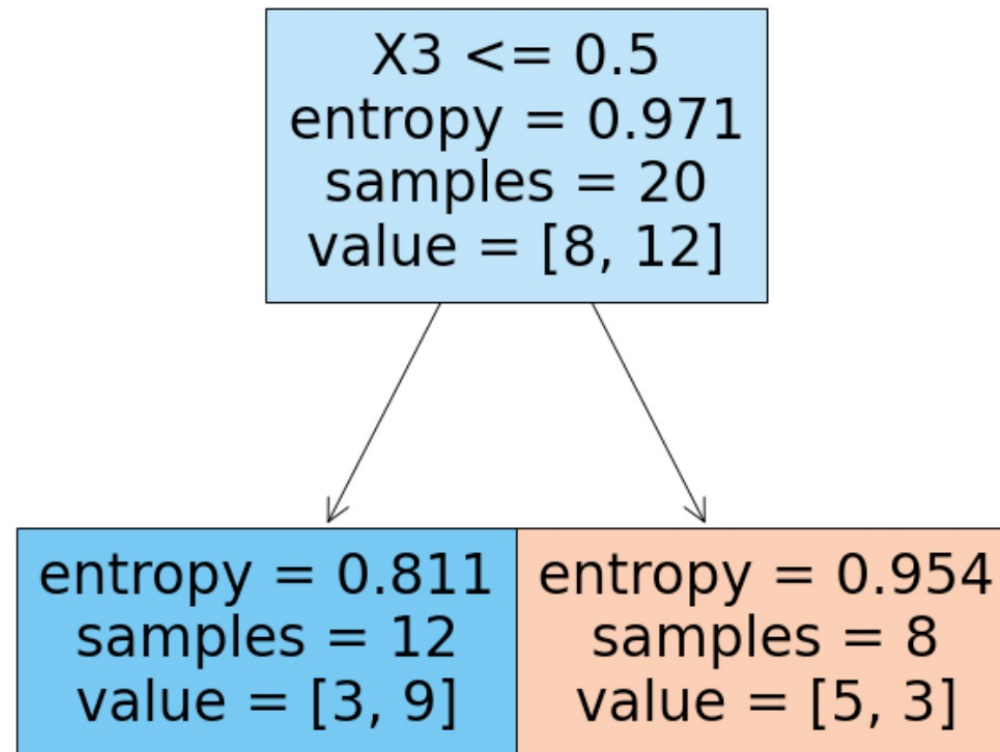 X3 <= 0.5
entropy = 0.971
samples = 20
value = [8, 12]
entropy = 0.811
samples = 12
value = [3, 9]
entropy = 0.954
samples = 8
value = [5, 3]